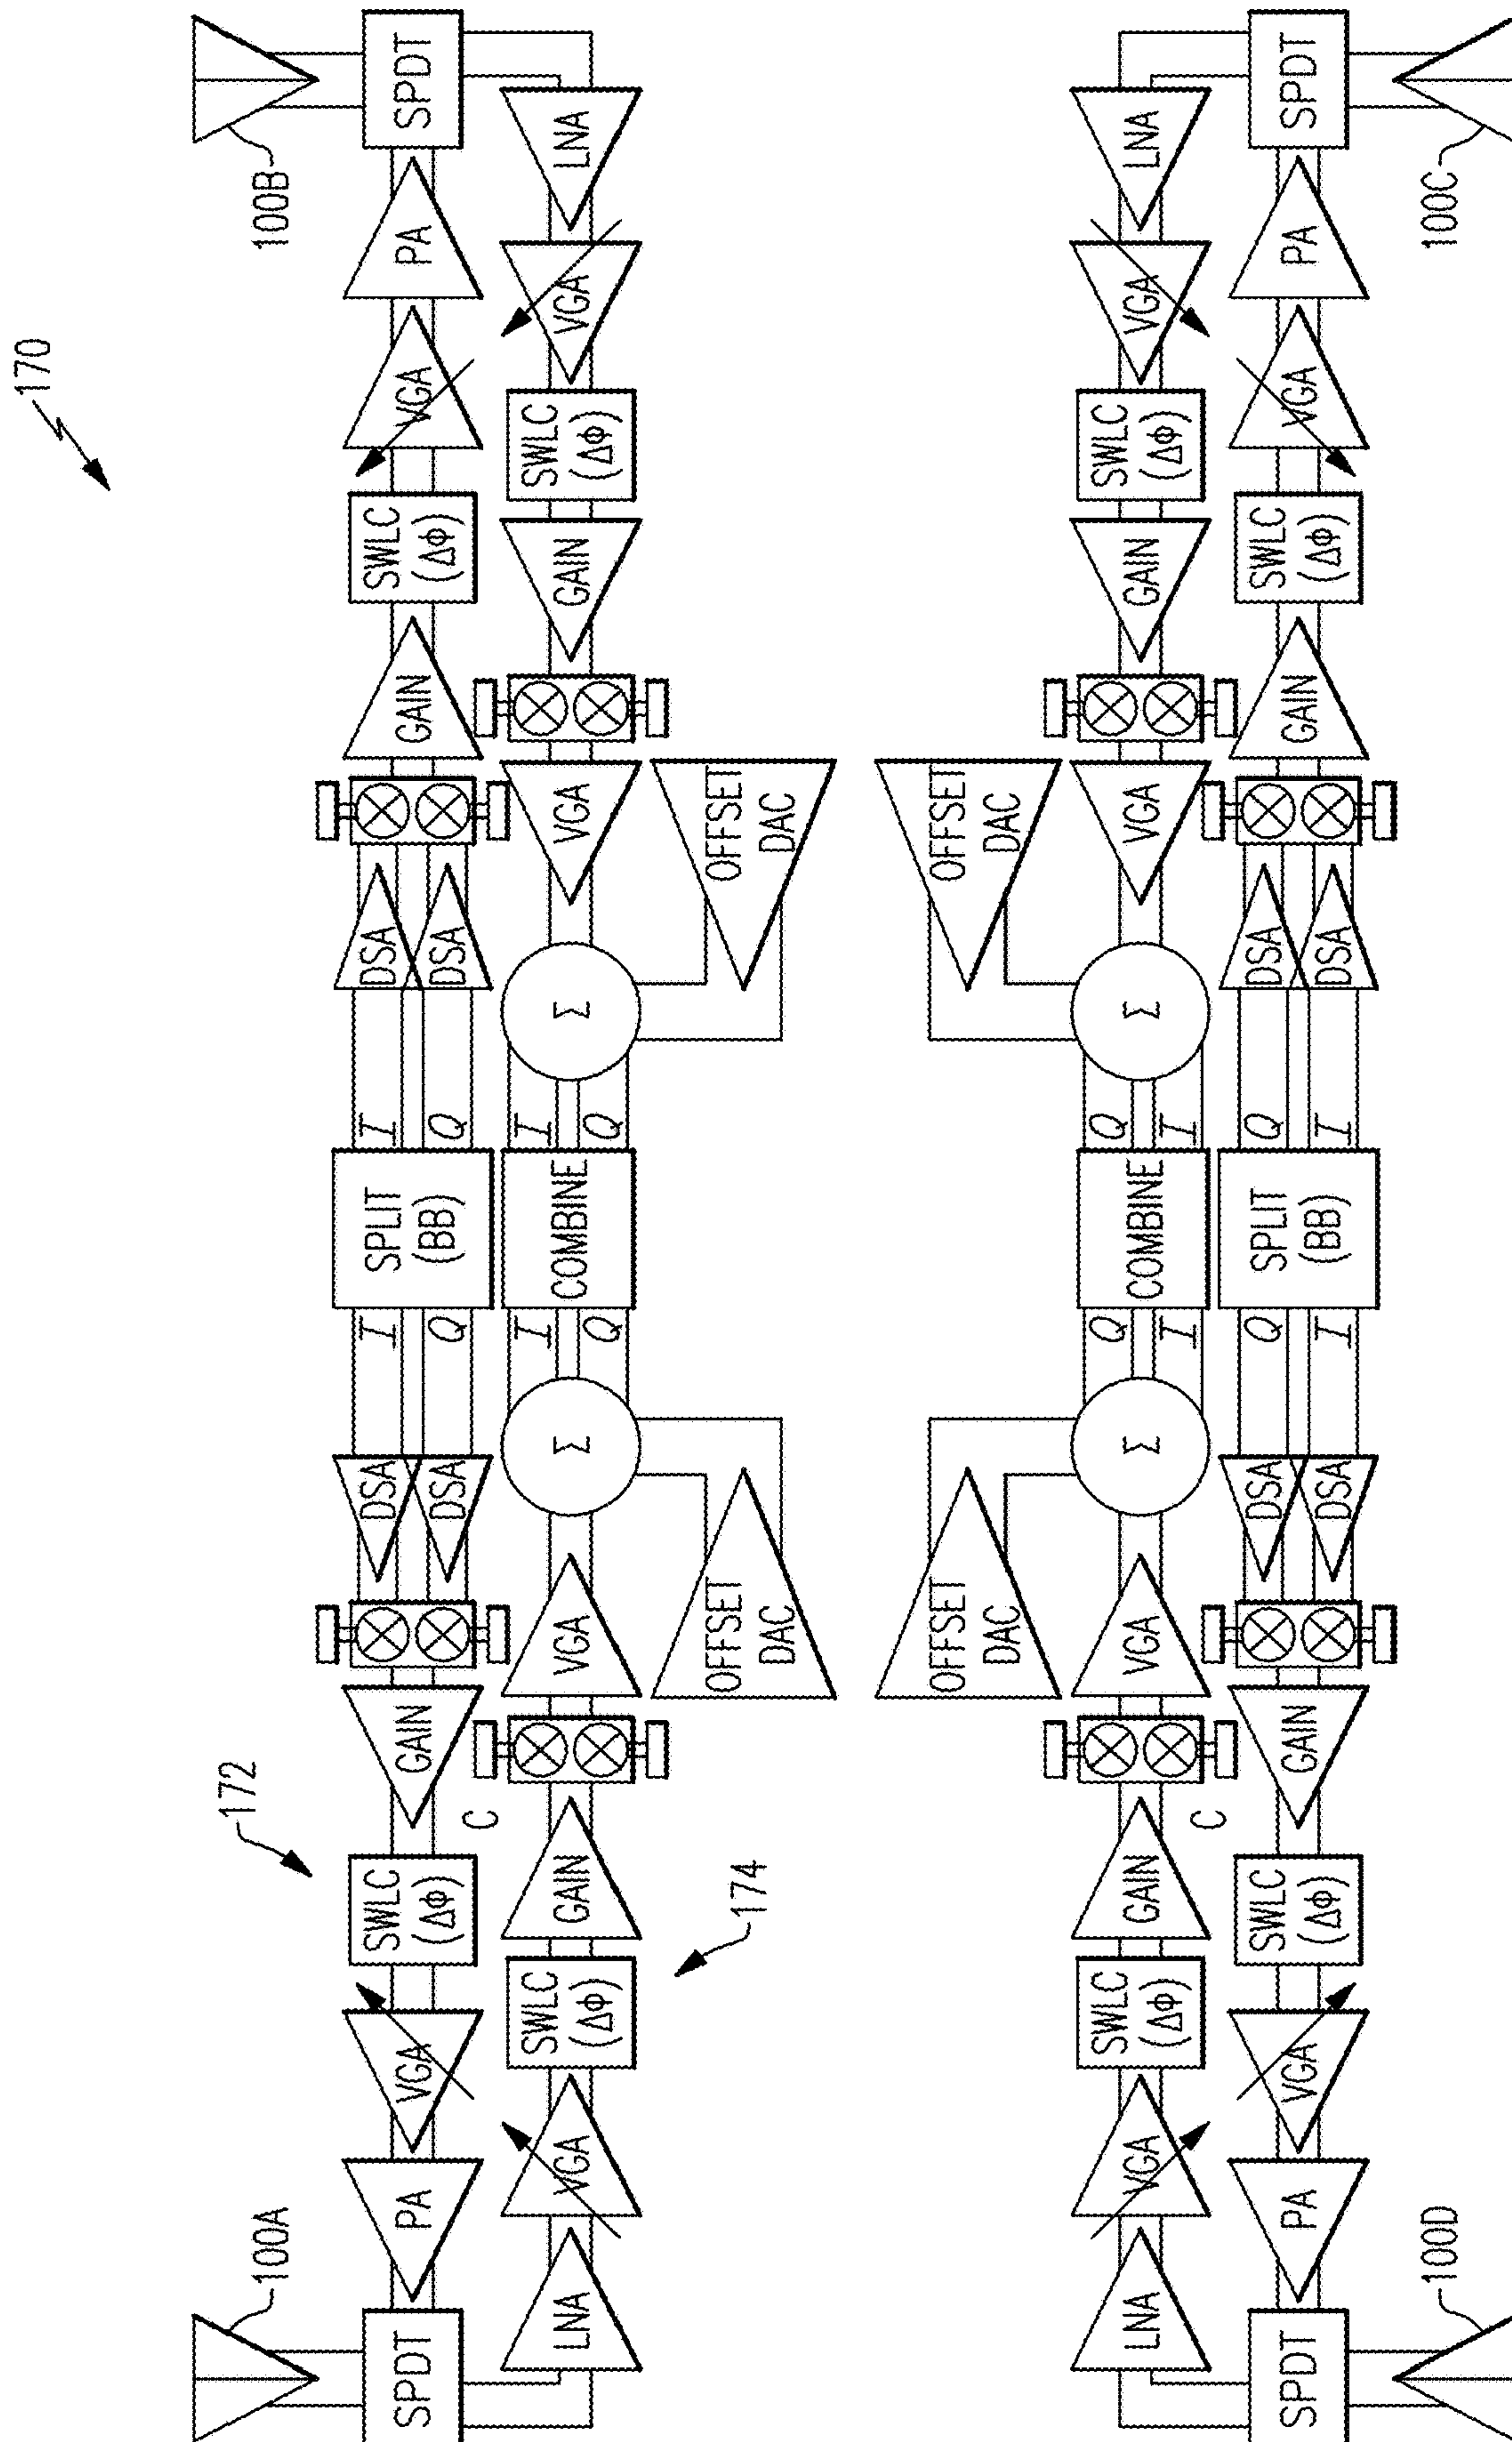 170
172
100A
100B
SPDT
PA
VGA
SWLC
(Δϕ)
GAIN
DSA
DSA
I
Q
SPLIT
(BB)
I
Q
DSA
DSA
GAIN
SWLC
(Δϕ)
VGA
PA
SPDT
C
LNA
VGA
SWLC
(Δϕ)
GAIN
VGA
Σ
I
Q
COMBINE
I
Q
Σ
VGA
GAIN
SWLC
(Δϕ)
VGA
LNA
174
OFFSET
DAC
OFFSET
DAC
OFFSET
DAC
OFFSET
DAC
LNA
VGA
SWLC
(Δϕ)
GAIN
VGA
Σ
Q
I
COMBINE
Q
I
Σ
VGA
GAIN
SWLC
(Δϕ)
VGA
LNA
C
SPDT
PA
VGA
SWLC
(Δϕ)
GAIN
DSA
DSA
Q
I
SPLIT
(BB)
Q
I
DSA
DSA
GAIN
SWLC
(Δϕ)
VGA
PA
SPDT
100D
100C